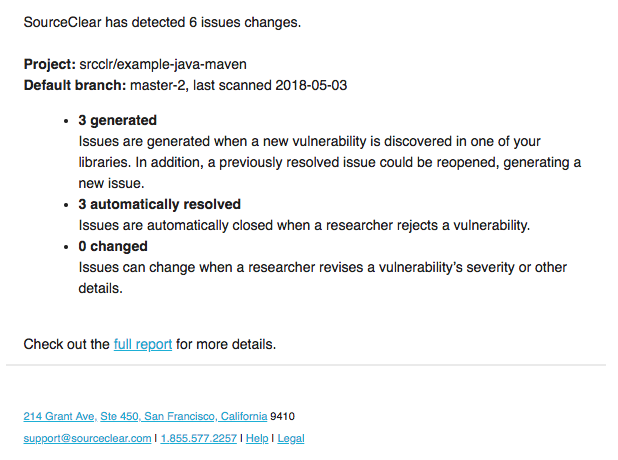 SourceClear has detected 6 issues changes.
Project: srcclr/example-java-maven
Default branch: master-2, last scanned 2018-05-03
• 3 generated
Issues are generated when a new vulnerability is discovered in one of your
libraries. In addition, a previously resolved issue could be reopened, generating a
new issue.
• 3 automatically resolved
Issues are automatically closed when a researcher rejects a vulnerability.
• 0 changed
Issues can change when a researcher revises a vulnerability's severity or other
details.
Check out the full report for more details.
214 Grant Ave, Ste 450, San Francisco, California 9410
support@sourceclear.com | 1.855.577.2257 | Help | Legal